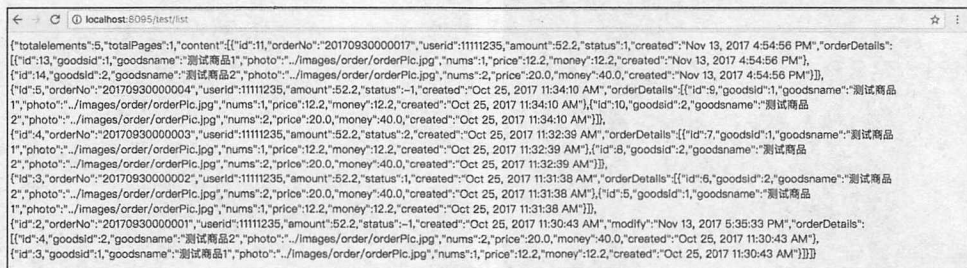 localhost:8095/test/list
{"totalelements":5,"totalPages":1,"content":[{"id":11,"orderNo":"20170930000017","userid":11111235,"amount":52.2,"status":1,"created":"Nov 13, 2017 4:54:56 PM","orderDetails":
[{"id":13,"goodsid":1,"goodsname":"测试商品1","photo":"../images/order/orderPic.jpg","nums":1,"price":12.2,"money":12.2,"created":"Nov 13, 2017 4:54:56 PM"},
{"id":14,"goodsid":2,"goodsname":"测试商品2","photo":"../images/order/orderPic.jpg","nums":2,"price":20.0,"money":40.0,"created":"Nov 13, 2017 4:54:56 PM"}]},
{"id":5,"orderNo":"20170930000004","userid":11111235,"amount":52.2,"status":-1,"created":"Oct 25, 2017 11:34:10 AM","orderDetails":[{"id":9,"goodsid":1,"goodsname":"测试商品
1","photo":"../images/order/orderPic.jpg","nums":1,"price":12.2,"money":12.2,"created":"Oct 25, 2017 11:34:10 AM"},{"id":10,"goodsid":2,"goodsname":"测试商品
2","photo":"../images/order/orderPic.jpg","nums":2,"price":20.0,"money":40.0,"created":"Oct 25, 2017 11:34:10 AM"}]},
{"id":4,"orderNo":"20170930000003","userid":11111235,"amount":52.2,"status":2,"created":"Oct 25, 2017 11:32:39 AM","orderDetails":[{"id":7,"goodsid":1,"goodsname":"测试商品
1","photo":"../images/order/orderPic.jpg","nums":1,"price":12.2,"money":12.2,"created":"Oct 25, 2017 11:32:39 AM"},{"id":8,"goodsid":2,"goodsname":"测试商品
2","photo":"../images/order/orderPic.jpg","nums":2,"price":20.0,"money":40.0,"created":"Oct 25, 2017 11:32:39 AM"}]},
{"id":3,"orderNo":"20170930000002","userid":11111235,"amount":52.2,"status":1,"created":"Oct 25, 2017 11:31:38 AM","orderDetails":[{"id":6,"goodsid":2,"goodsname":"测试商品
2","photo":"../images/order/orderPic.jpg","nums":2,"price":20.0,"money":40.0,"created":"Oct 25, 2017 11:31:38 AM"},{"id":5,"goodsid":1,"goodsname":"测试商品
1","photo":"../images/order/orderPic.jpg","nums":1,"price":12.2,"money":12.2,"created":"Oct 25, 2017 11:31:38 AM"}]},
{"id":2,"orderNo":"20170930000001","userid":11111235,"amount":52.2,"status":-1,"created":"Oct 25, 2017 11:30:43 AM","modify":"Nov 13, 2017 5:35:33 PM","orderDetails":
[{"id":4,"goodsid":2,"goodsname":"测试商品2","photo":"../images/order/orderPic.jpg","nums":2,"price":20.0,"money":40.0,"created":"Oct 25, 2017 11:30:43 AM"},
{"id":3,"goodsid":1,"goodsname":"测试商品1","photo":"../images/order/orderPic.jpg","nums":1,"price":12.2,"money":12.2,"created":"Oct 25, 2017 11:30:43 AM"}]}]}